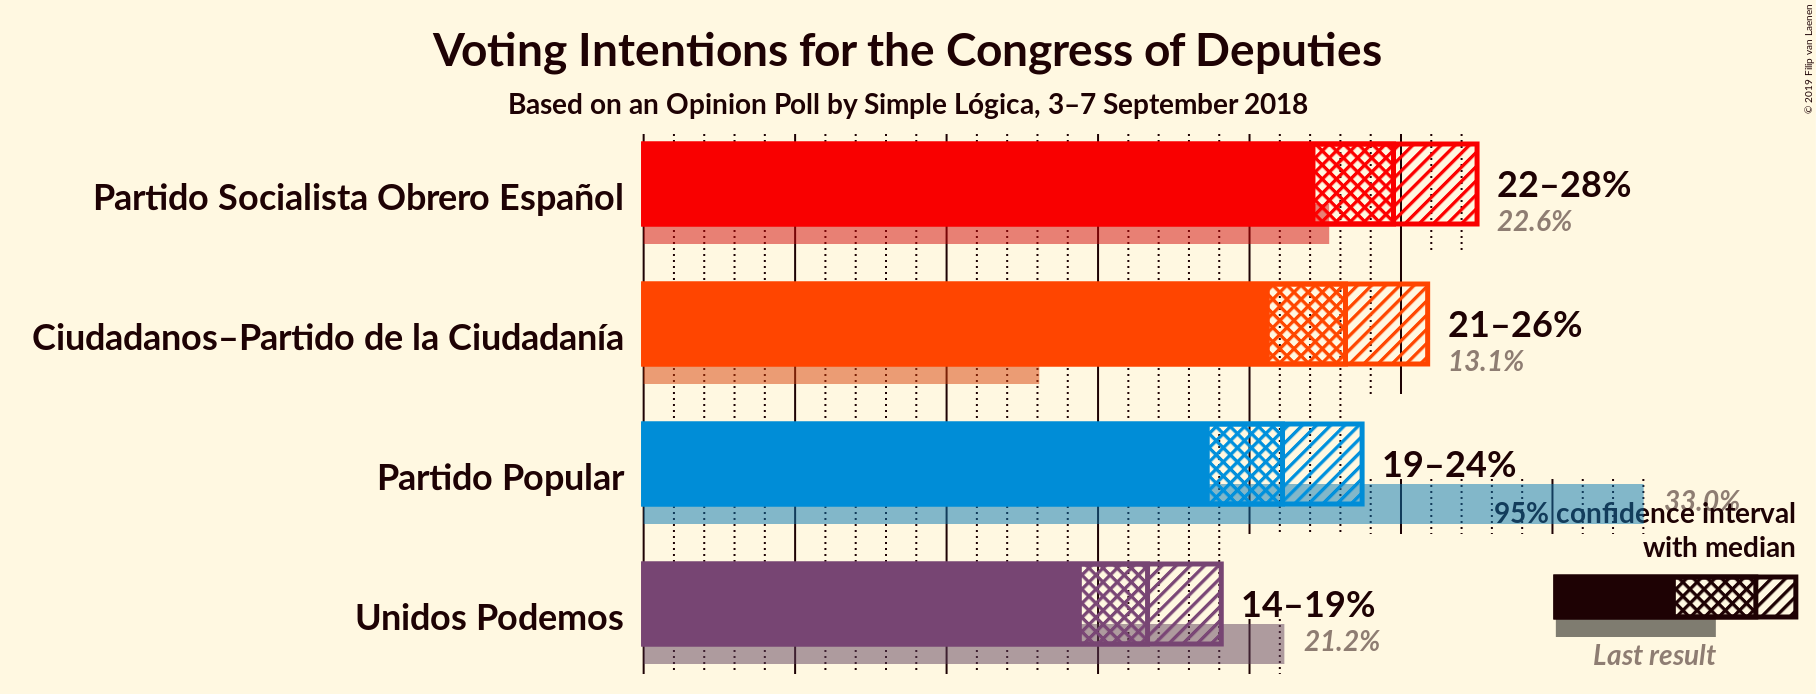 Voting Intentions for the Congress of Deputies
Based on an Opinion Poll by Simple Lógica, 3–7 September 2018
© 2019 Filip van Laenen
Partido Socialista Obrero Español
22–28%
22.6%
Ciudadanos–Partido de la Ciudadanía
21–26%
13.1%
Partido Popular
19–24%
33.0%
95% confidence interval
with median
Unidos Podemos
14–19%
21.2%
Last result